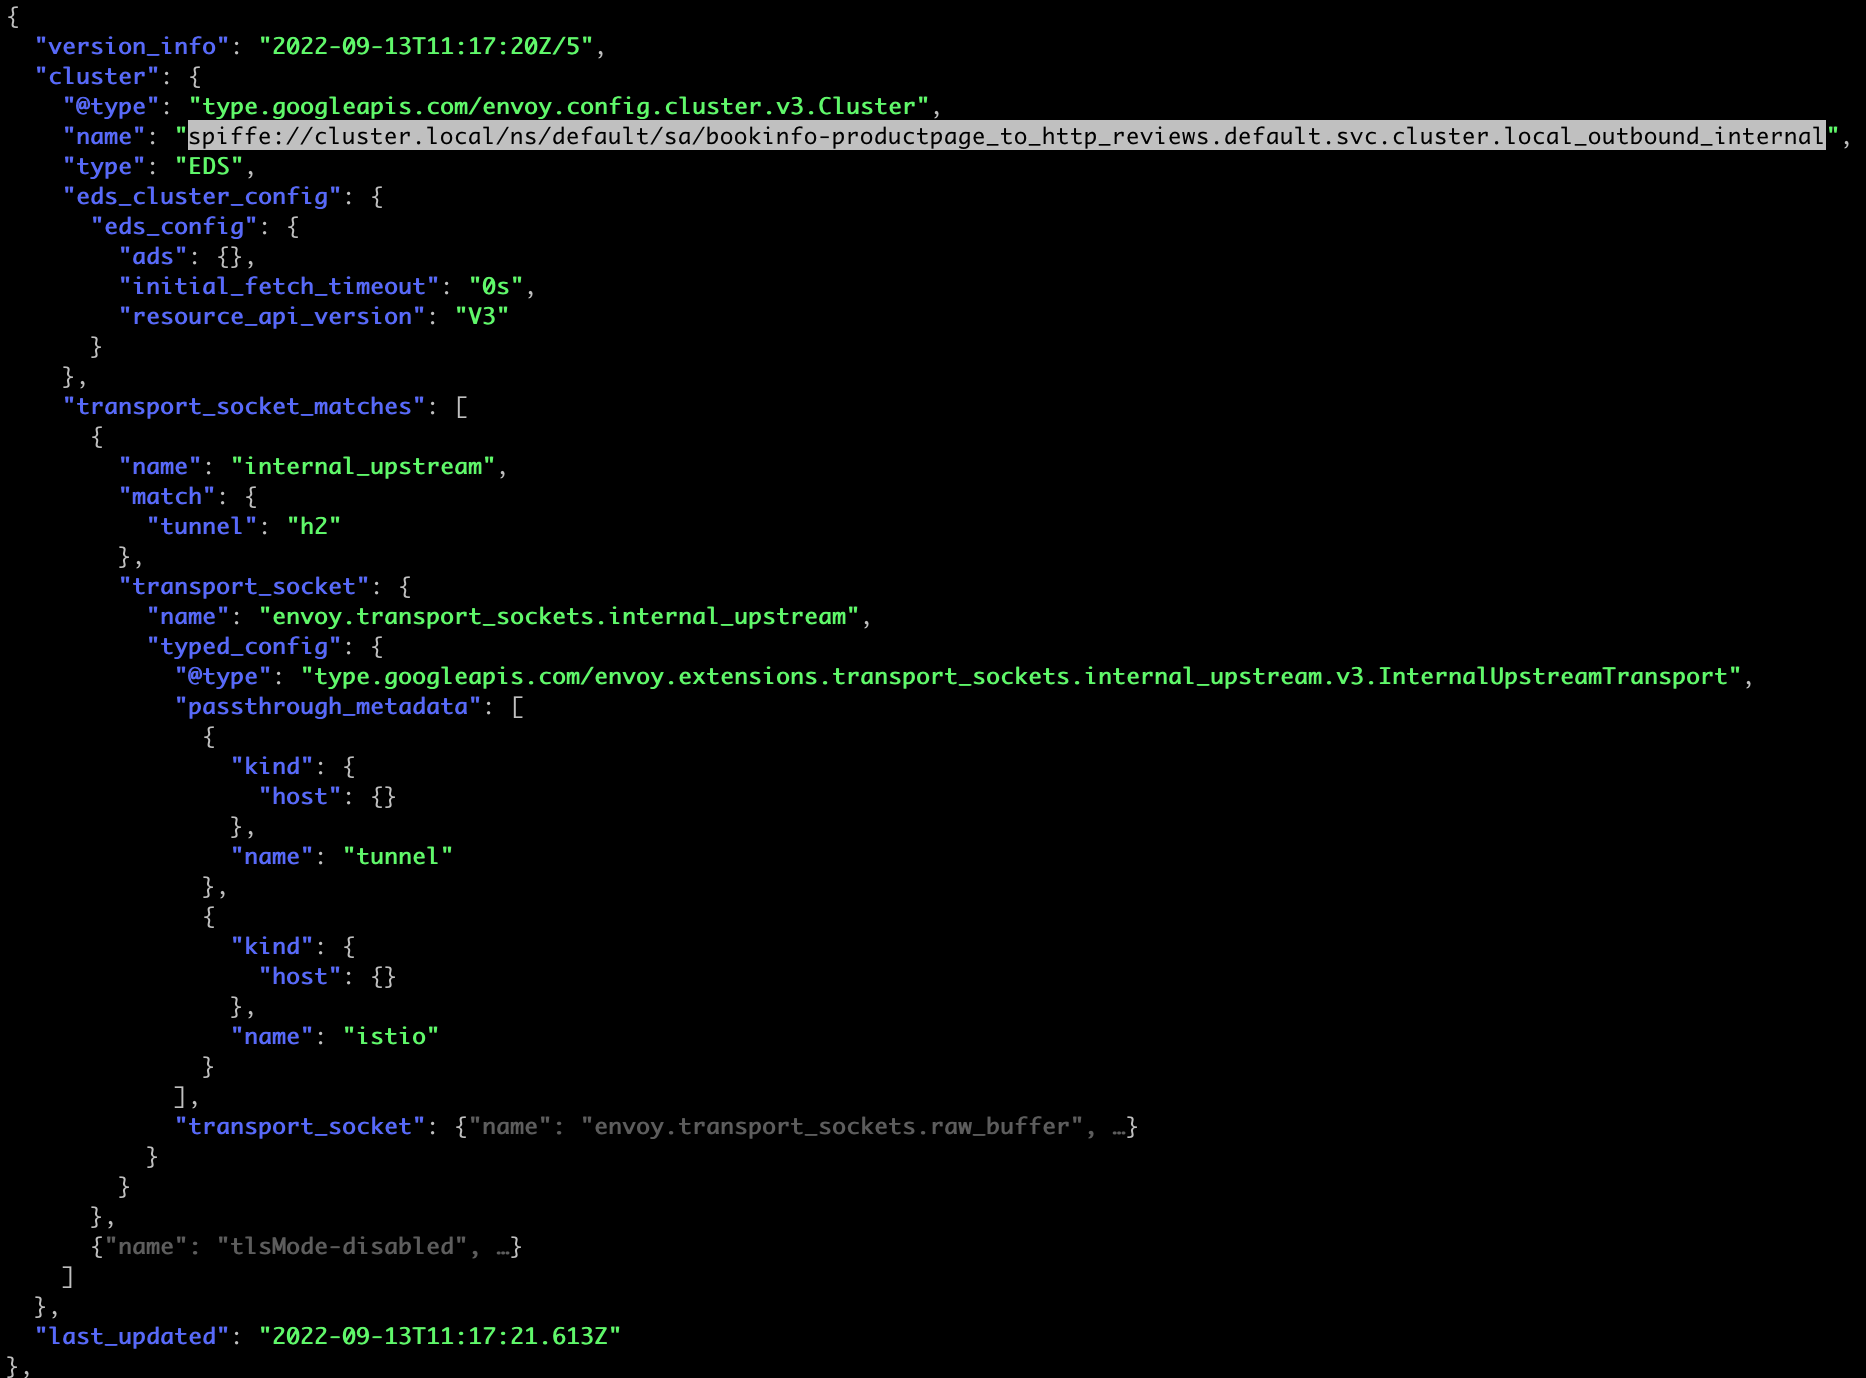 {
  "version_info": "2022-09-13T11:17:20Z/5",
  "cluster": {
    "@type": "type.googleapis.com/envoy.config.cluster.v3.Cluster",
    "name": "spiffe://cluster.local/ns/default/sa/bookinfo-productpage_to_http_reviews.default.svc.cluster.local_outbound_internal",
    "type": "EDS",
    "eds_cluster_config": {
      "eds_config": {
        "ads": {},
        "initial_fetch_timeout": "0s",
        "resource_api_version": "V3"
      }
    },
    "transport_socket_matches": [
      {
        "name": "internal_upstream",
        "match": {
          "tunnel": "h2"
        },
        "transport_socket": {
          "name": "envoy.transport_sockets.internal_upstream",
          "typed_config": {
            "@type": "type.googleapis.com/envoy.extensions.transport_sockets.internal_upstream.v3.InternalUpstreamTransport",
            "passthrough_metadata": [
              {
                "kind": {
                  "host": {}
                },
                "name": "tunnel"
              },
              {
                "kind": {
                  "host": {}
                },
                "name": "istio"
              }
            ],
            "transport_socket": {"name": "envoy.transport_sockets.raw_buffer", …}
          }
        }
      },
      {"name": "tlsMode-disabled", …}
    ]
  },
  "last_updated": "2022-09-13T11:17:21.613Z"
},